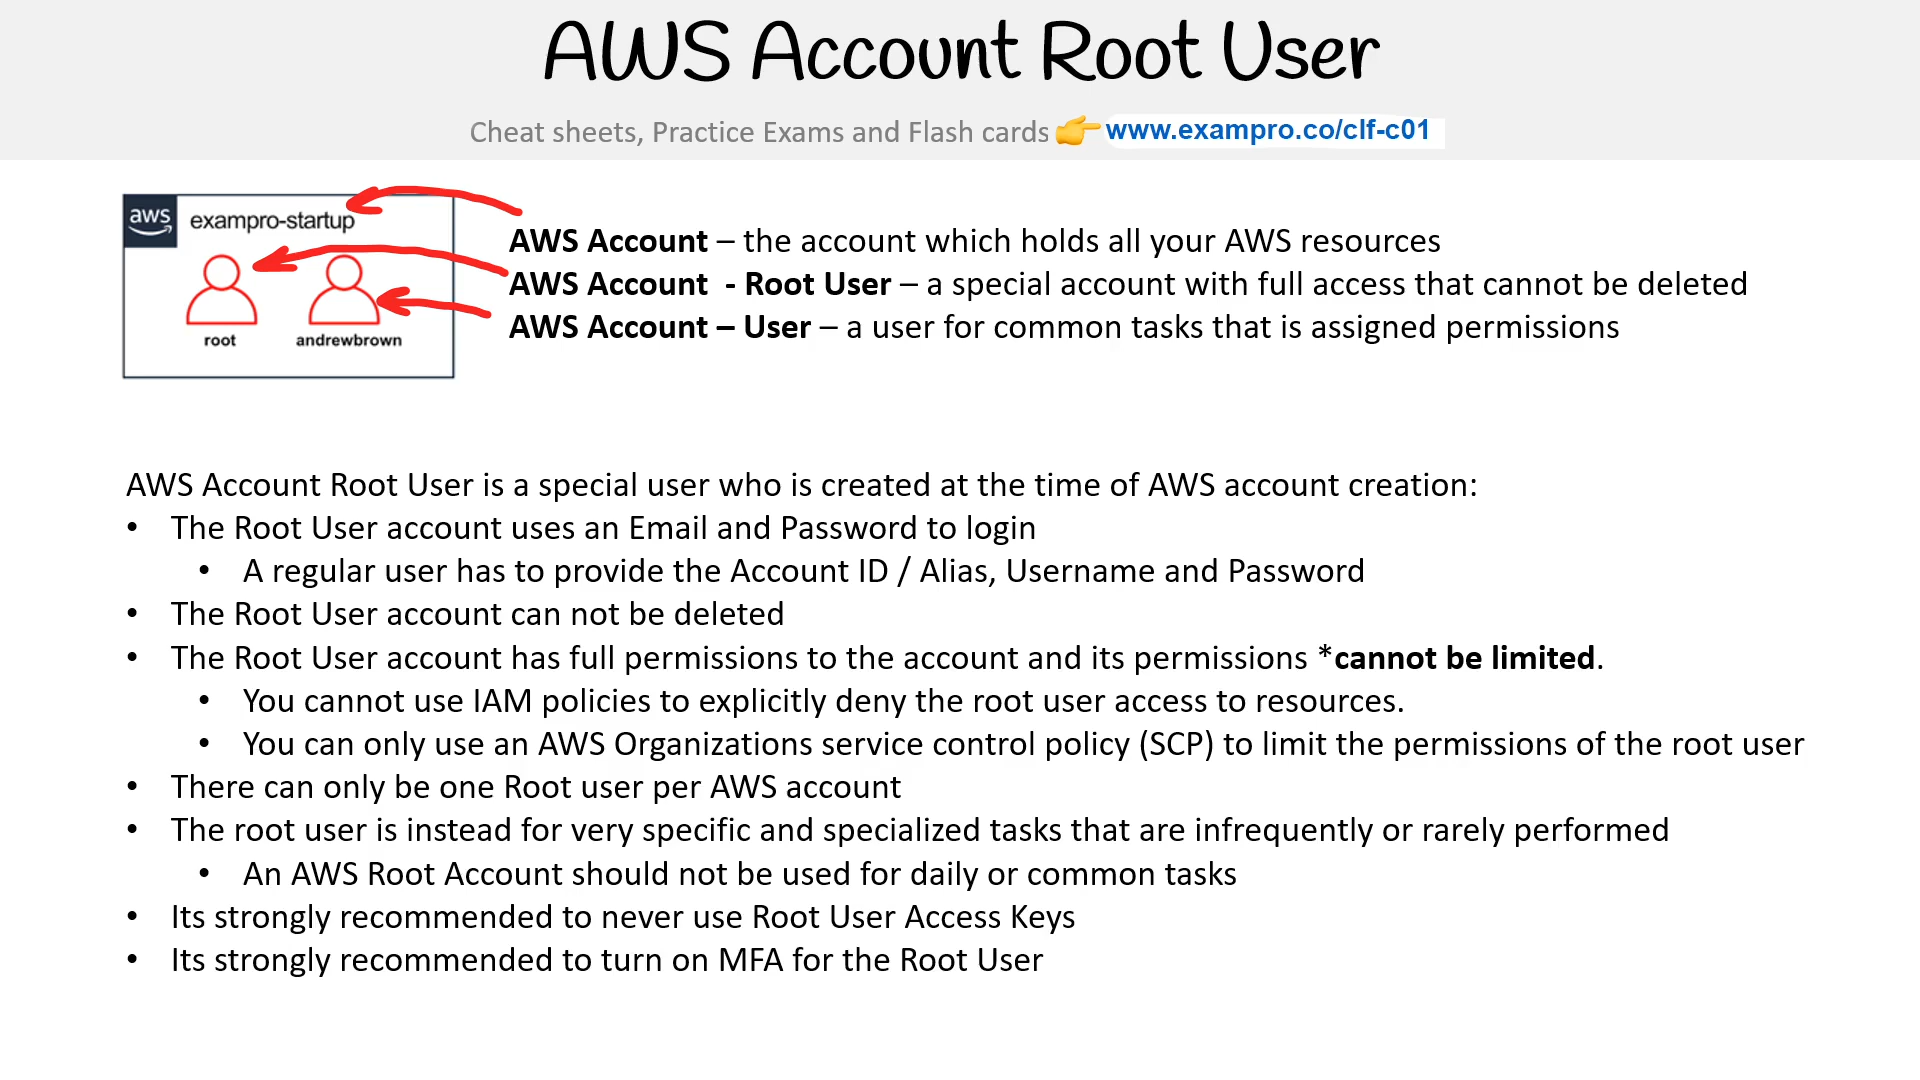 AWS Account Root User
Cheat sheets, Practice Exams and Flash cards 👉 www.exampro.co/clf-c01
aws exampro-startup
root andrewbrown
AWS Account – the account which holds all your AWS resources
AWS Account  - Root User – a special account with full access that cannot be deleted
AWS Account – User – a user for common tasks that is assigned permissions
AWS Account Root User is a special user who is created at the time of AWS account creation:
• The Root User account uses an Email and Password to login
• A regular user has to provide the Account ID / Alias, Username and Password
• The Root User account can not be deleted
• The Root User account has full permissions to the account and its permissions *cannot be limited.
• You cannot use IAM policies to explicitly deny the root user access to resources.
• You can only use an AWS Organizations service control policy (SCP) to limit the permissions of the root user
• There can only be one Root user per AWS account
• The root user is instead for very specific and specialized tasks that are infrequently or rarely performed
• An AWS Root Account should not be used for daily or common tasks
• Its strongly recommended to never use Root User Access Keys
• Its strongly recommended to turn on MFA for the Root User